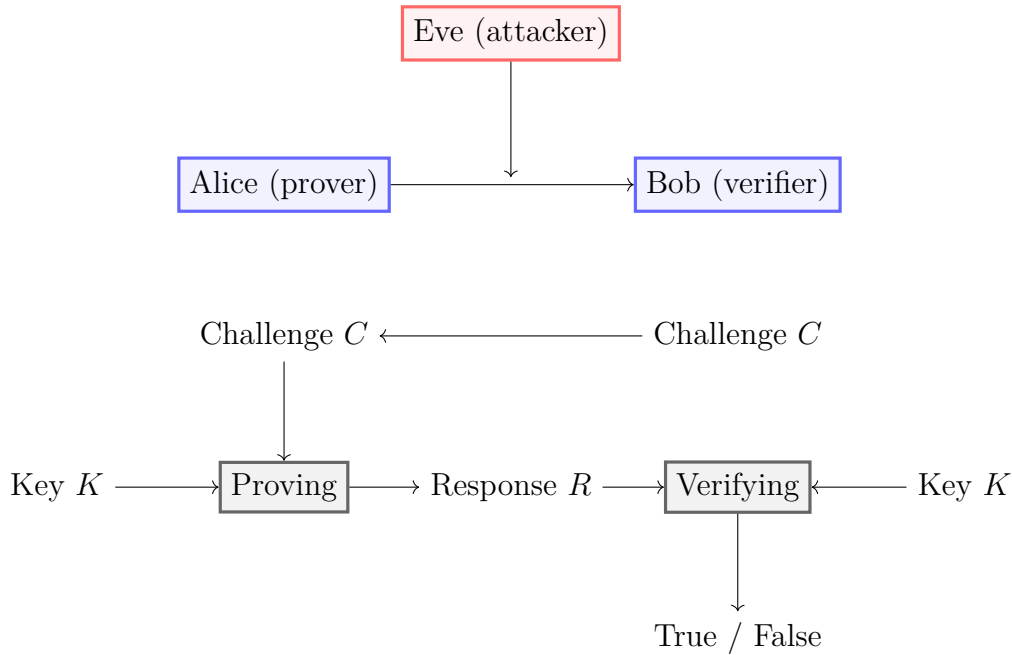 Eve (attacker)
Alice (prover)
Bob (verifier)
Challenge C
Challenge C
Key K
Proving
Response R
Verifying
Key K
True / False